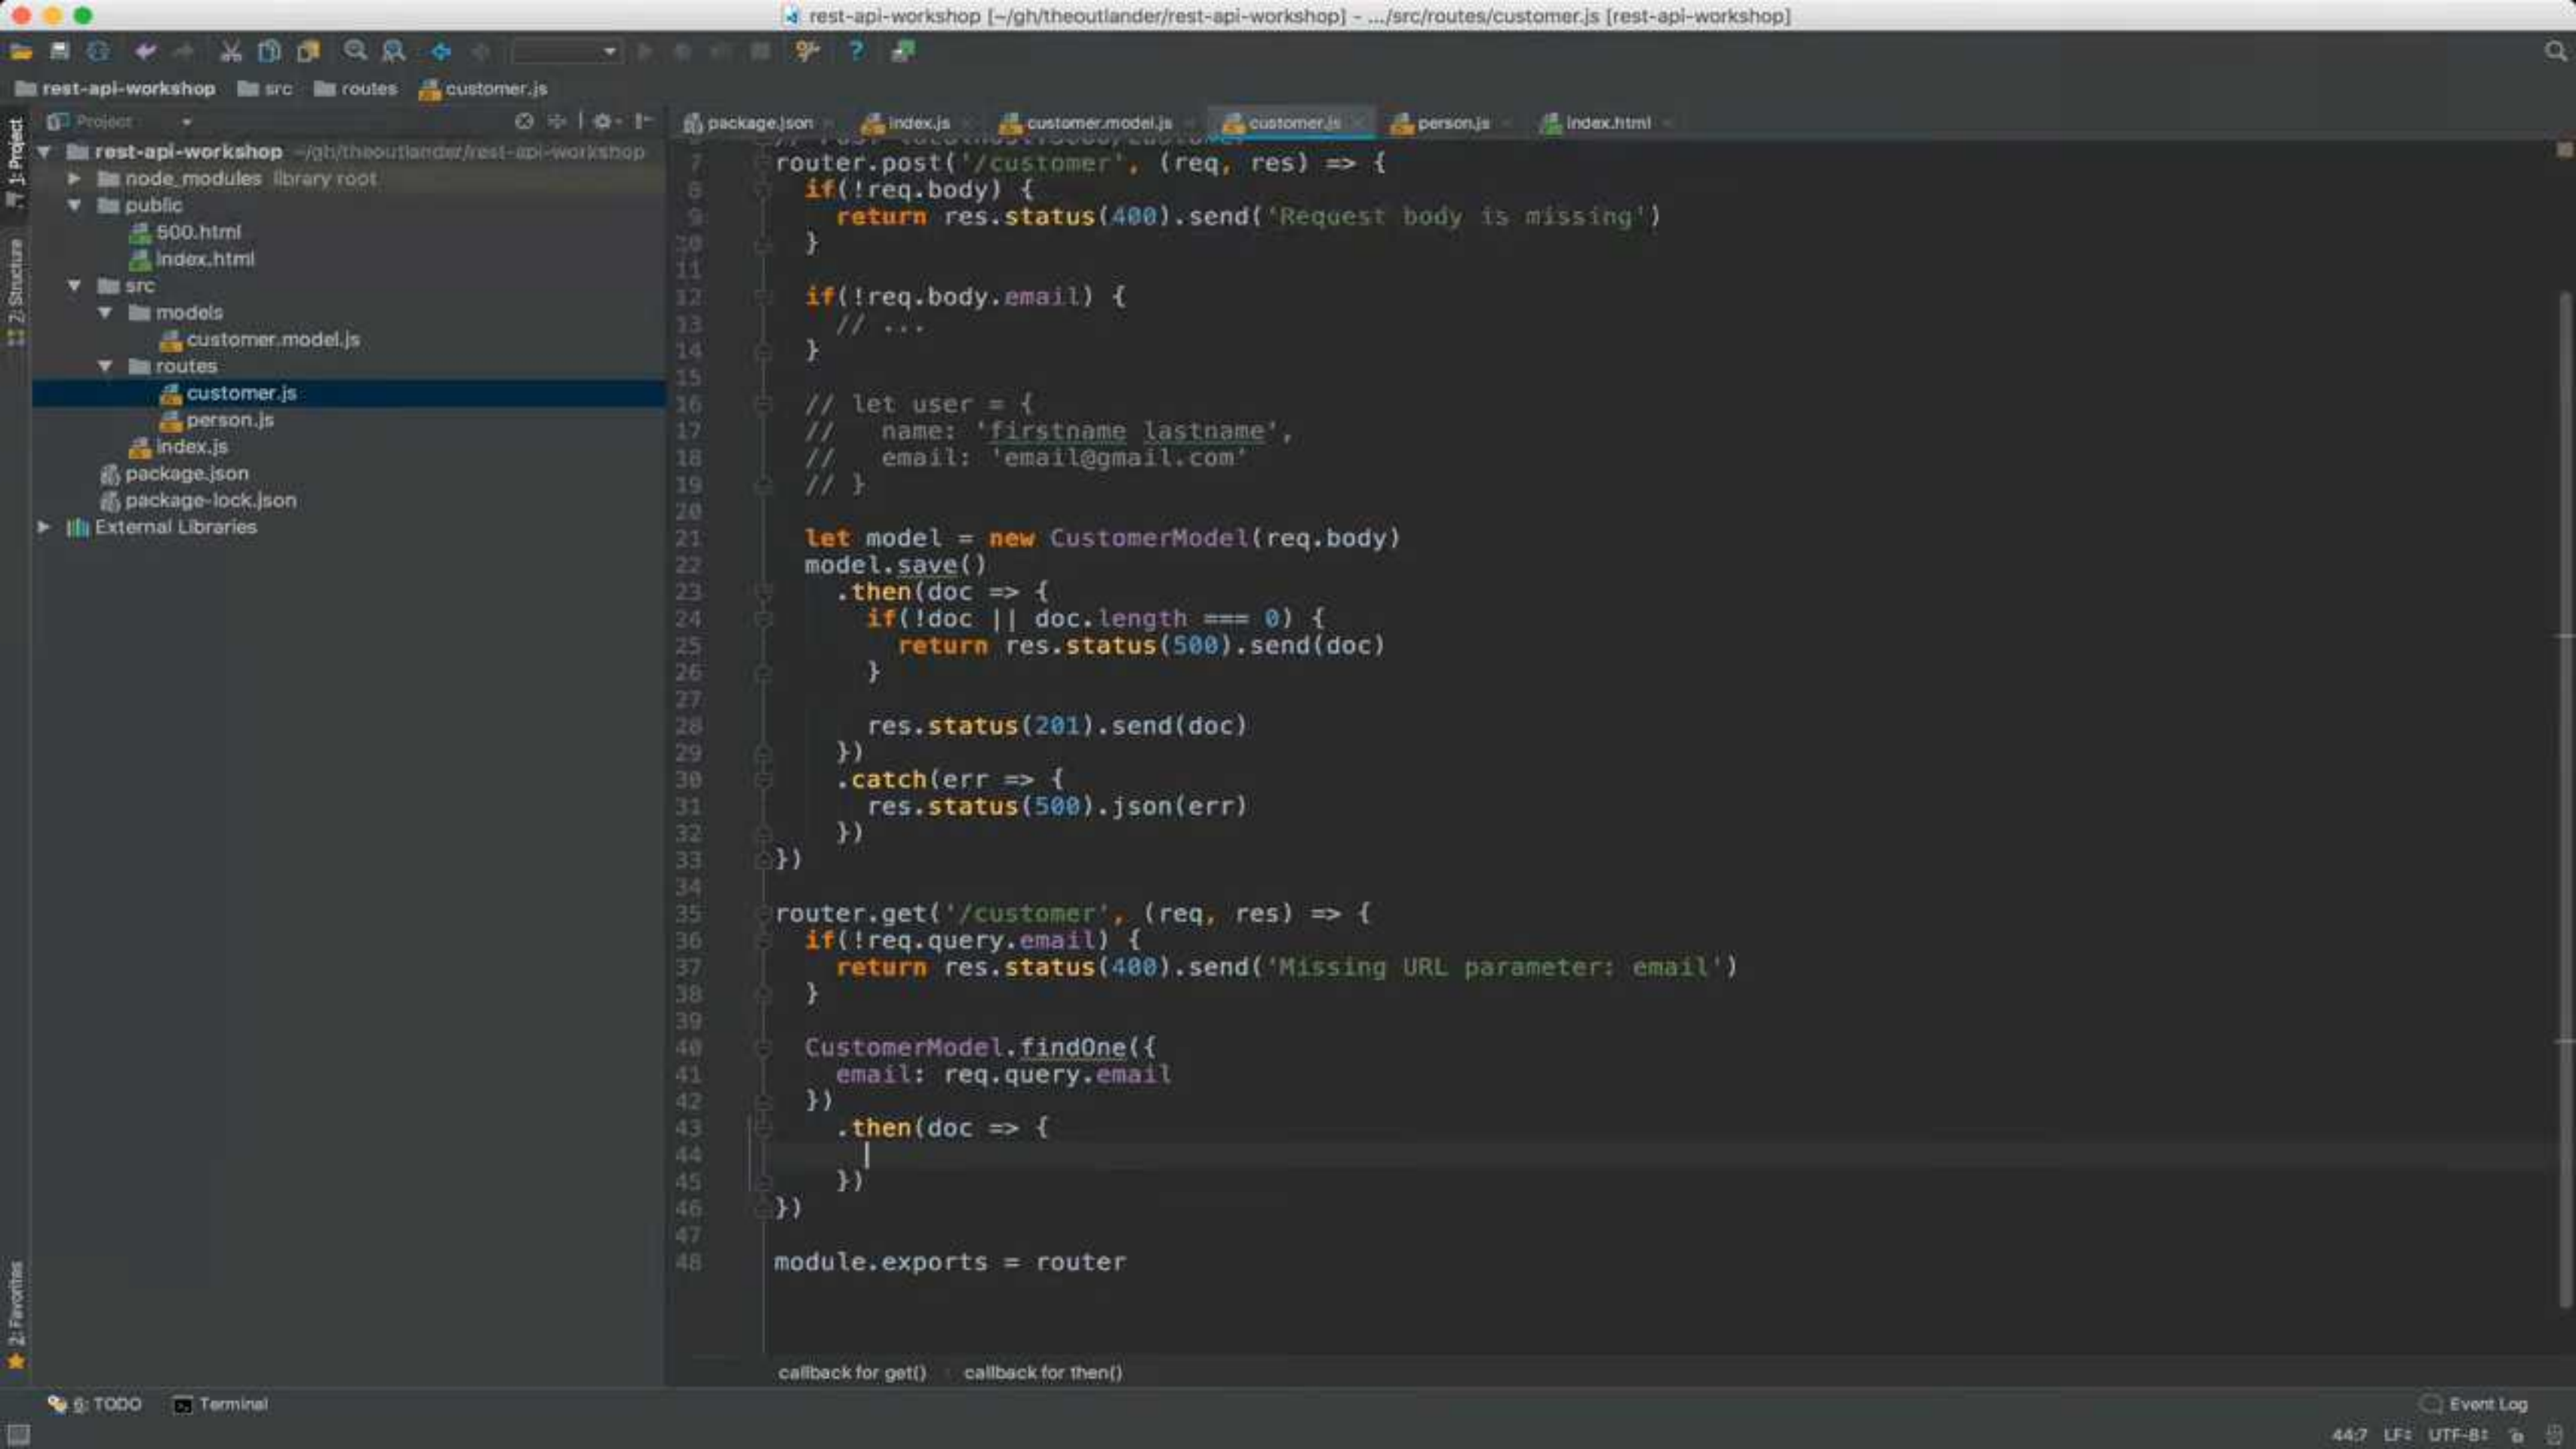 rest-api-workshop [~/gh/theoutlander/rest-api-workshop] - .../src/routes/customer.js [rest-api-workshop]
rest-api-workshop src routes customer.js
Project
package.json index.js customer.model.js customer.js person.js index.html
1: Project
2: Structure
2: Favorites
rest-api-workshop ~/gh/theoutlander/rest-api-workshop
node_modules library root
public
500.html
index.html
src
models
customer.model.js
routes
customer.js
person.js
index.js
package.json
package-lock.json
External Libraries
7 router.post('/customer', (req, res) => {
8 if(!req.body) {
9 return res.status(400).send('Request body is missing')
10 }
11
12 if(!req.body.email) {
13 // ...
14 }
15
16 // let user = {
17 // name: 'firstname lastname',
18 // email: 'email@gmail.com'
19 // }
20
21 let model = new CustomerModel(req.body)
22 model.save()
23 .then(doc => {
24 if(!doc || doc.length === 0) {
25 return res.status(500).send(doc)
26 }
27
28 res.status(201).send(doc)
29 })
30 .catch(err => {
31 res.status(500).json(err)
32 })
33 })
34
35 router.get('/customer', (req, res) => {
36 if(!req.query.email) {
37 return res.status(400).send('Missing URL parameter: email')
38 }
39
40 CustomerModel.findOne({
41 email: req.query.email
42 })
43 .then(doc => {
44
45 })
46 })
47
48 module.exports = router
callback for get() callback for then()
6: TODO Terminal
Event Log
44:7 LF UTF-8